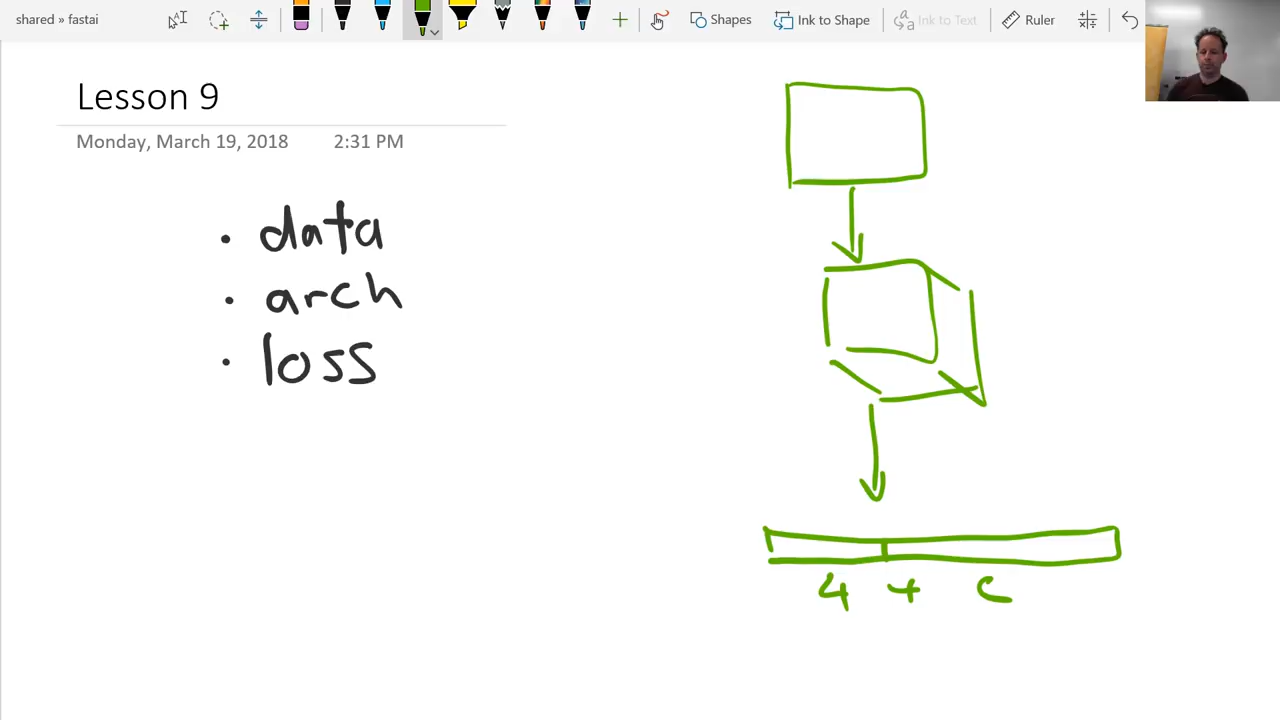 shared » fastai
Shapes
Ink to Shape
Ink to Text
Ruler
Lesson 9
Monday, March 19, 2018 2:31 PM
• data
• arch
• loss
4 + c